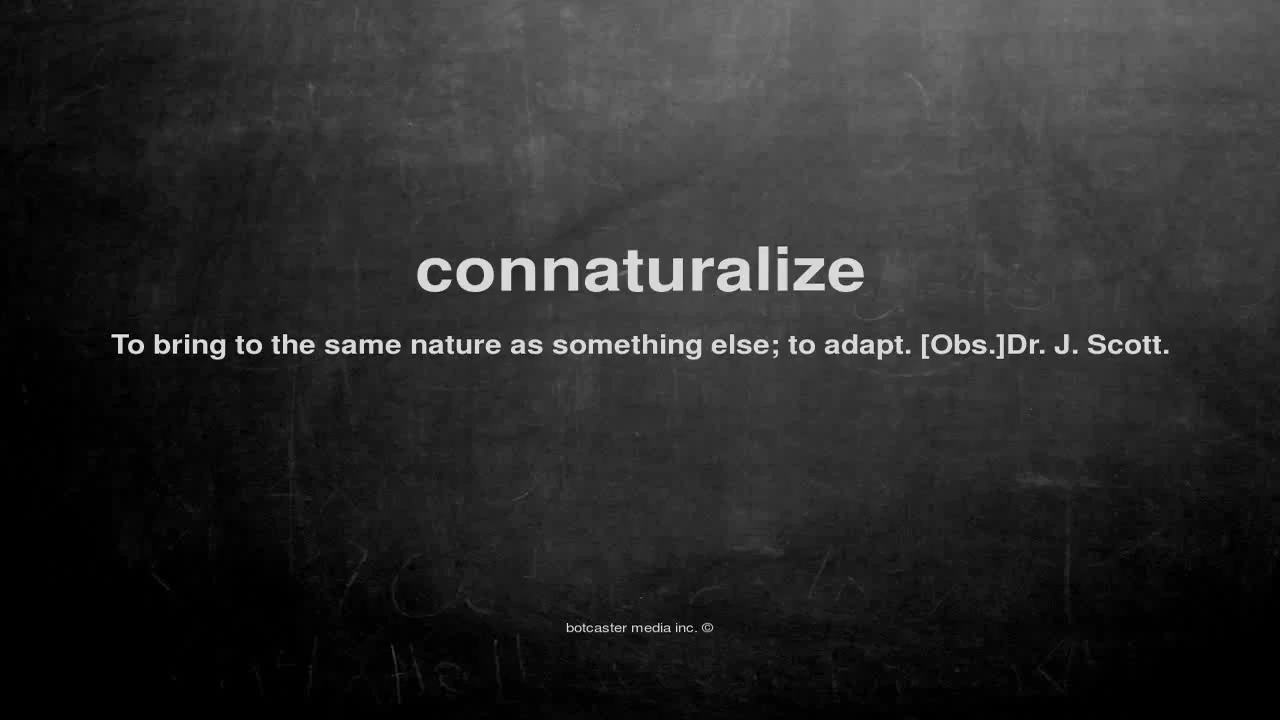 connaturalize
To bring to the same nature as something else; to adapt. [Obs.]Dr. J. Scott.
botcaster media inc. ©